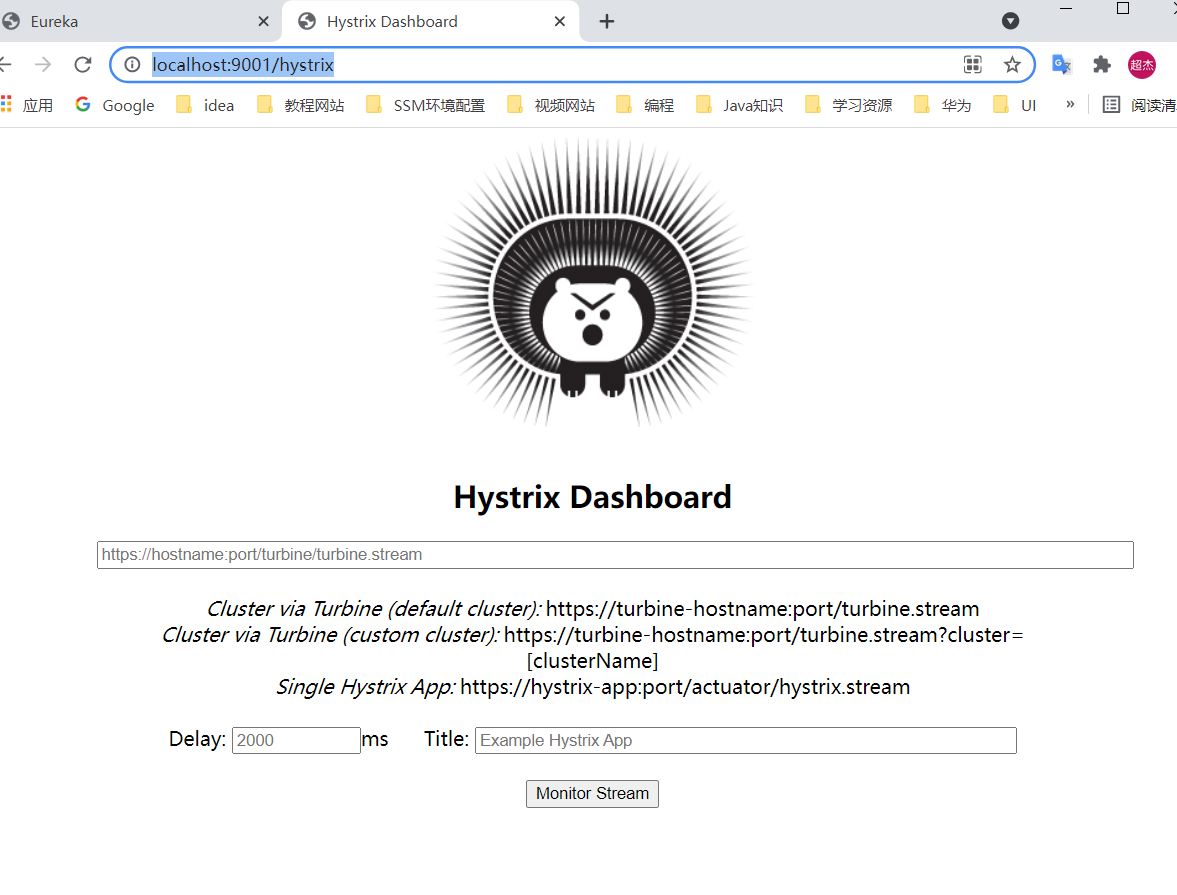 Eureka
Hystrix Dashboard
localhost:9001/hystrix
超杰
应用 Google idea 教程网站 SSM环境配置 视频网站 编程 Java知识 学习资源 华为 UI » 阅读清
Hystrix Dashboard
https://hostname:port/turbine/turbine.stream
Cluster via Turbine (default cluster): https://turbine-hostname:port/turbine.stream
Cluster via Turbine (custom cluster): https://turbine-hostname:port/turbine.stream?cluster=
[clusterName]
Single Hystrix App: https://hystrix-app:port/actuator/hystrix.stream
Delay: 2000 ms Title: Example Hystrix App
Monitor Stream